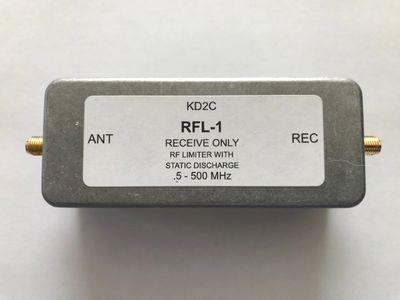 KD2C
ANT
RFL-1
REC
RECEIVE ONLY
RF LIMITER WITH
STATIC DISCHARGE
.5 - 500 MHz